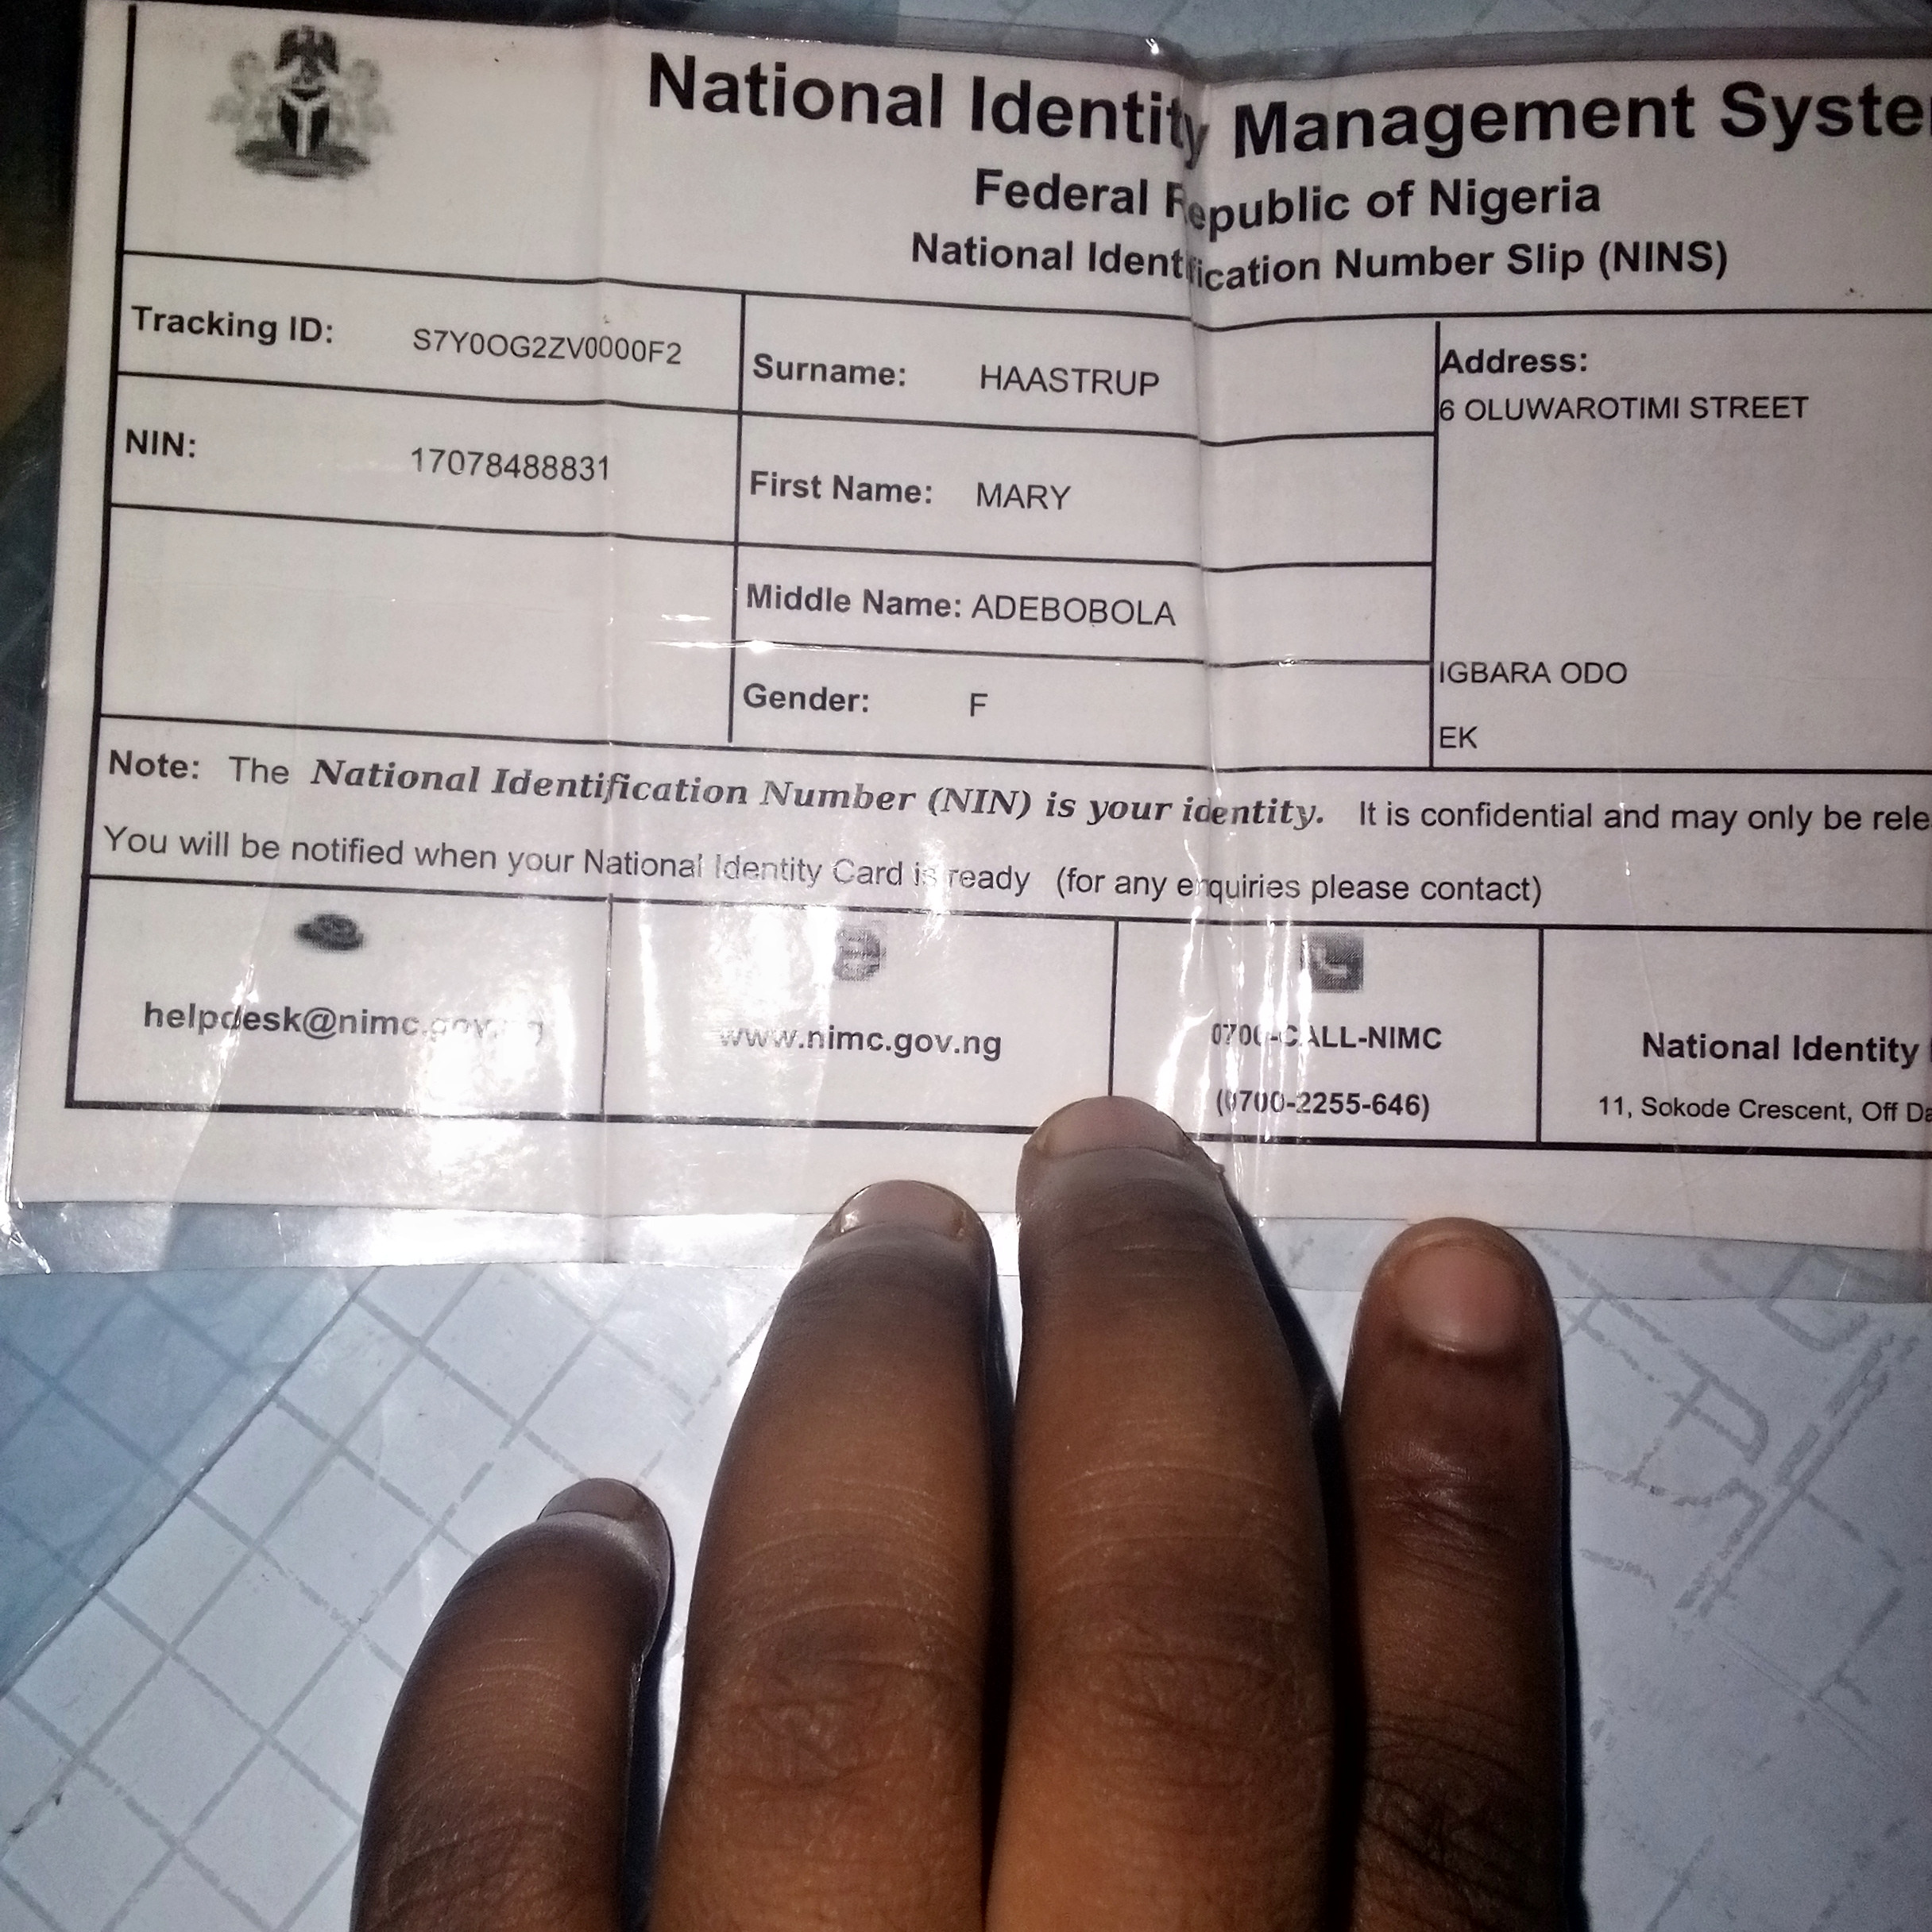 National Identity Management Syste
Federal Republic of Nigeria
National Identification Number Slip (NINS)
Tracking ID: S7Y0OG2ZV0000F2
Surname: HAASTRUP
Address:
6 OLUWAROTIMI STREET
NIN: 17078488831
First Name: MARY
Middle Name: ADEBOBOLA
IGBARA ODO
Gender: F
EK
Note: The National Identification Number (NIN) is your identity. It is confidential and may only be rele
You will be notified when your National Identity Card is ready (for any enquiries please contact)
helpdesk@nimc.gov.ng
www.nimc.gov.ng
0700-CALL-NIMC
(0700-2255-646)
National Identity
11, Sokode Crescent, Off Da